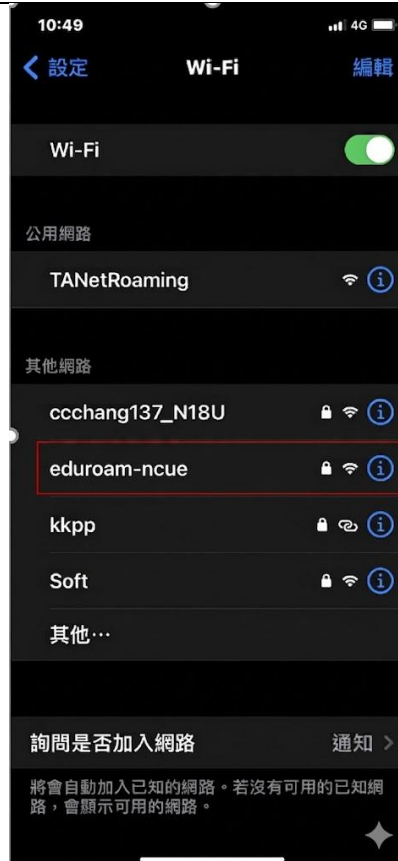 10:49
4G
設定
Wi-Fi
編輯
Wi-Fi
公用網路
TANetRoaming
其他網路
ccchang137_N18U
eduroam-ncue
kkpp
Soft
其他…
詢問是否加入網路
通知
將會自動加入已知的網路。若沒有可用的已知網
路，會顯示可用的網路。